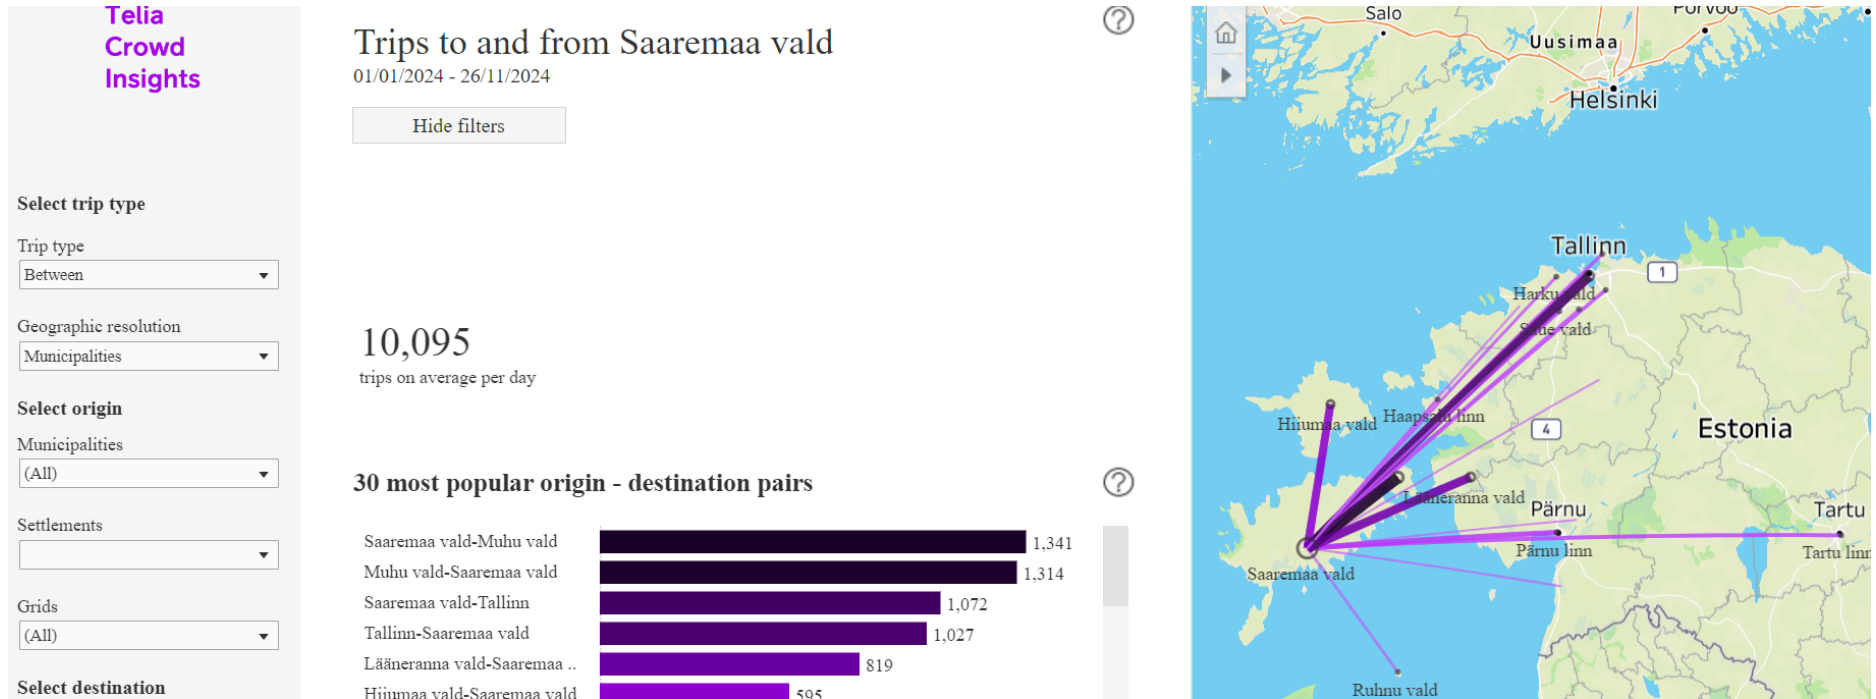 Telia
Crowd
Insights
Select trip type
Trip type
Between
Geographic resolution
Municipalities
Select origin
Municipalities
(All)
Settlements
Grids
(All)
Select destination
Trips to and from Saaremaa vald
01/01/2024 - 26/11/2024
Hide filters
10,095
trips on average per day
30 most popular origin - destination pairs
Saaremaa vald-Muhu vald 1,341
Muhu vald-Saaremaa vald 1,314
Saaremaa vald-Tallinn 1,072
Tallinn-Saaremaa vald 1,027
Lääneranna vald-Saaremaa .. 819
Hiiumaa vald-Saaremaa vald 595
?
?
Salo
Porvoo
Uusimaa
Helsinki
Tallinn
1
Harku vald
Saue vald
Hiiumaa vald
Haapsalu linn
4
Estonia
Lääneranna vald
Pärnu
Tartu
Pärnu linn
Tartu linn
Saaremaa vald
Ruhnu vald